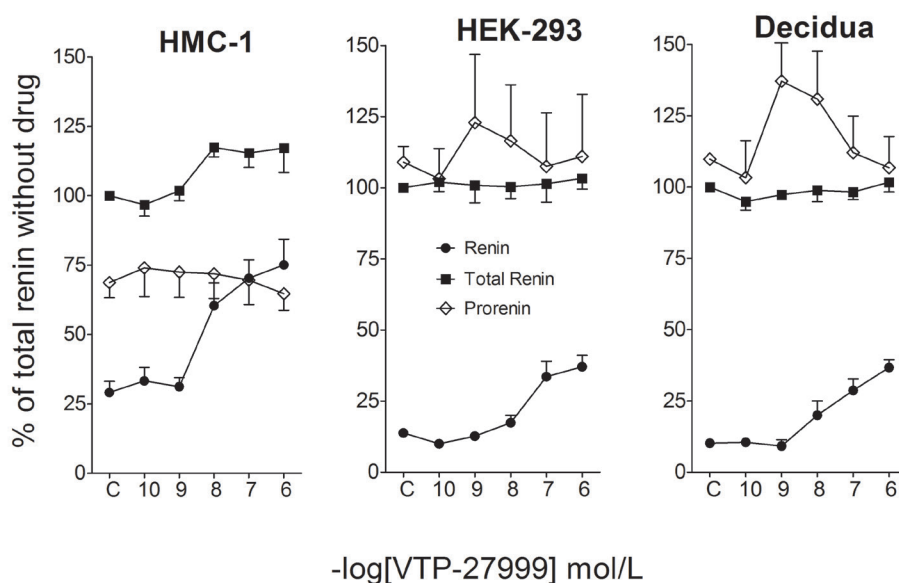 HMC-1
HEK-293
Decidua
% of total renin without drug
150
125
100
75
50
25
0
C 10 9 8 7 6
150
125
100
75
50
25
0
Renin
Total Renin
Prorenin
C 10 9 8 7 6
150
125
100
75
50
25
0
C 10 9 8 7 6
-log[VTP-27999] mol/L